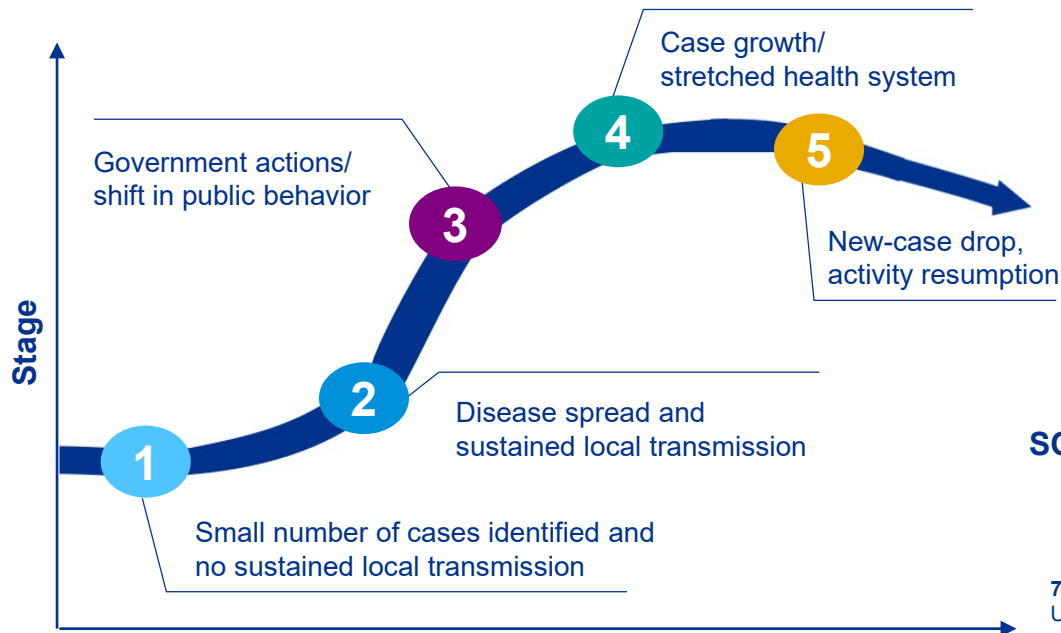 Case growth/
stretched health system
4
5
Government actions/
shift in public behavior
3
New-case drop,
activity resumption
Stage
2
Disease spread and
sustained local transmission
1
Small number of cases identified and
no sustained local transmission
7
U